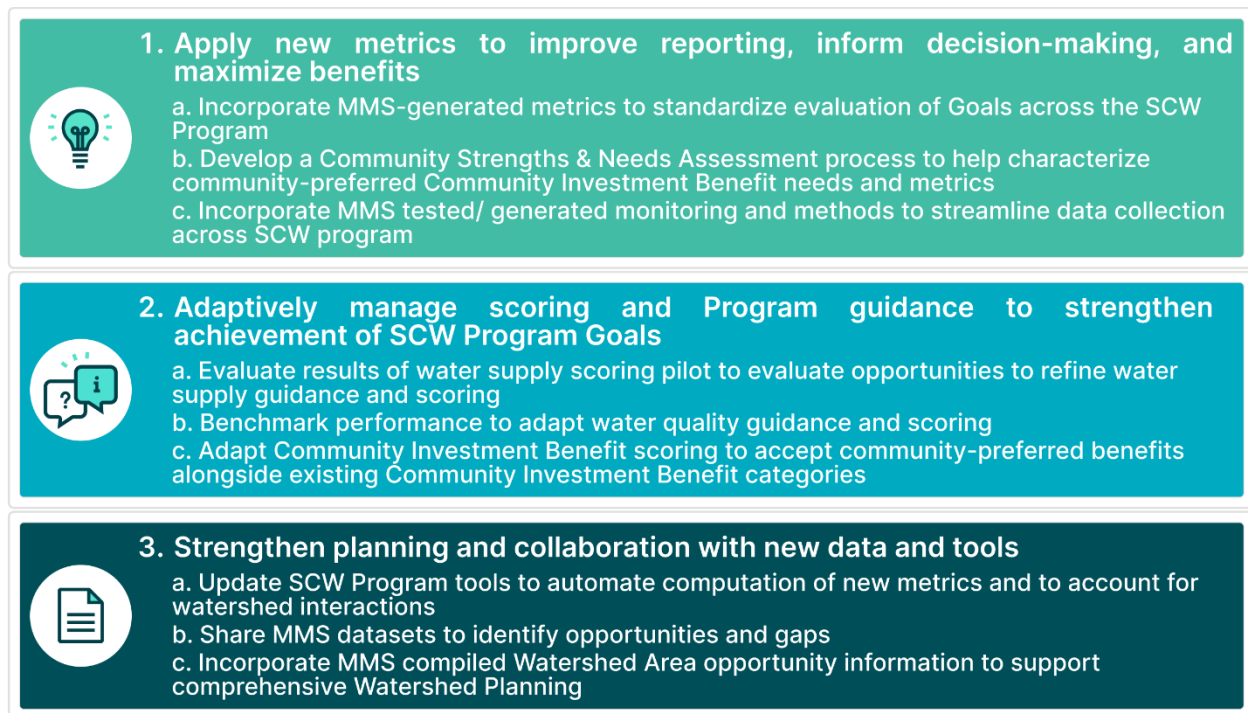 1. Apply new metrics to improve reporting, inform decision-making, and
maximize benefits
a. Incorporate MMS-generated metrics to standardize evaluation of Goals across the SCW
Program
b. Develop a Community Strengths & Needs Assessment process to help characterize
community-preferred Community Investment Benefit needs and metrics
c. Incorporate MMS tested/ generated monitoring and methods to streamline data collection
across SCW program
2. Adaptively manage scoring and Program guidance to strengthen
achievement of SCW Program Goals
? i
a. Evaluate results of water supply scoring pilot to evaluate opportunities to refine water
supply guidance and scoring
b. Benchmark performance to adapt water quality guidance and scoring
c. Adapt Community Investment Benefit scoring to accept community-preferred benefits
alongside existing Community Investment Benefit categories
3. Strengthen planning and collaboration with new data and tools
a. Update SCW Program tools to automate computation of new metrics and to account for
watershed interactions
b. Share MMS datasets to identify opportunities and gaps
c. Incorporate MMS compiled Watershed Area opportunity information to support
comprehensive Watershed Planning